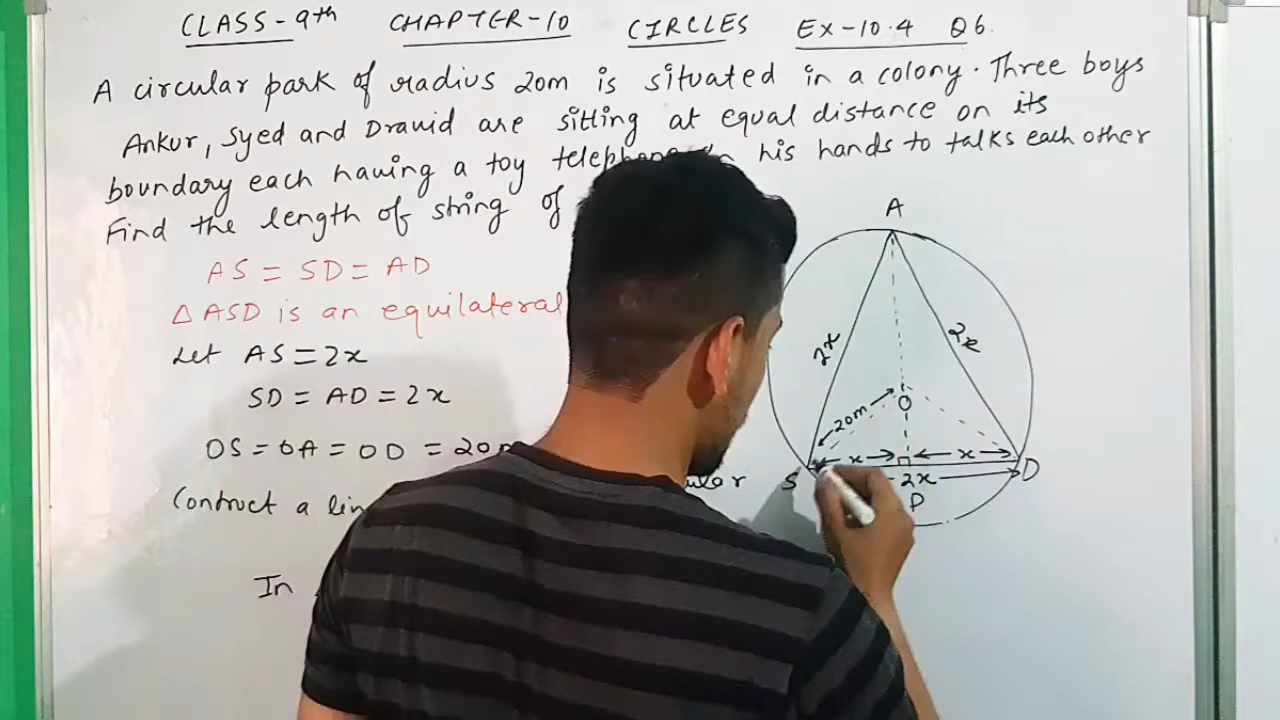 CLASS-9th CHAPTER-10 CIRCLES EX-10.4 Q6.
A circular park of radius 20m is situated in a colony. Three boys
Ankur, Syed and Dravid are sitting at equal distance on its
boundary each having a toy telephone in his hands to talks each other
Find the length of string of
AS = SD = AD
△ ASD is an equilateral
Let AS = 2x
SD = AD = 2x
OS = OA = OD = 20
Contruct a lin
In
A
2x
2x
20m
O
x
x
S
2x
D
P